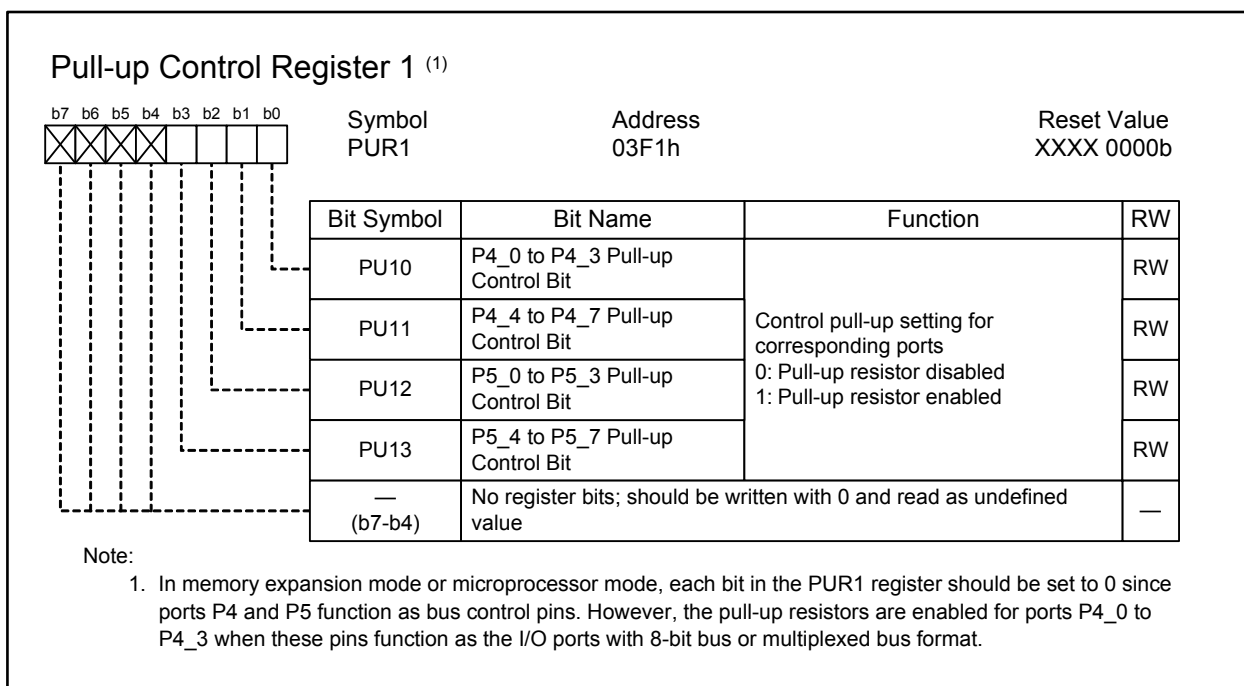 Pull-up Control Register 1 (1)
b7 b6 b5 b4 b3 b2 b1 b0
Symbol Address Reset Value
PUR1 03F1h XXXX 0000b
Bit Symbol Bit Name Function RW
PU10 P4_0 to P4_3 Pull-up
Control Bit RW
PU11 P4_4 to P4_7 Pull-up
Control Bit RW
PU12 P5_0 to P5_3 Pull-up
Control Bit RW
PU13 P5_4 to P5_7 Pull-up
Control Bit RW
Control pull-up setting for
corresponding ports
0: Pull-up resistor disabled
1: Pull-up resistor enabled
—
(b7-b4)
No register bits; should be written with 0 and read as undefined
value —
Note:
1. In memory expansion mode or microprocessor mode, each bit in the PUR1 register should be set to 0 since
ports P4 and P5 function as bus control pins. However, the pull-up resistors are enabled for ports P4_0 to
P4_3 when these pins function as the I/O ports with 8-bit bus or multiplexed bus format.